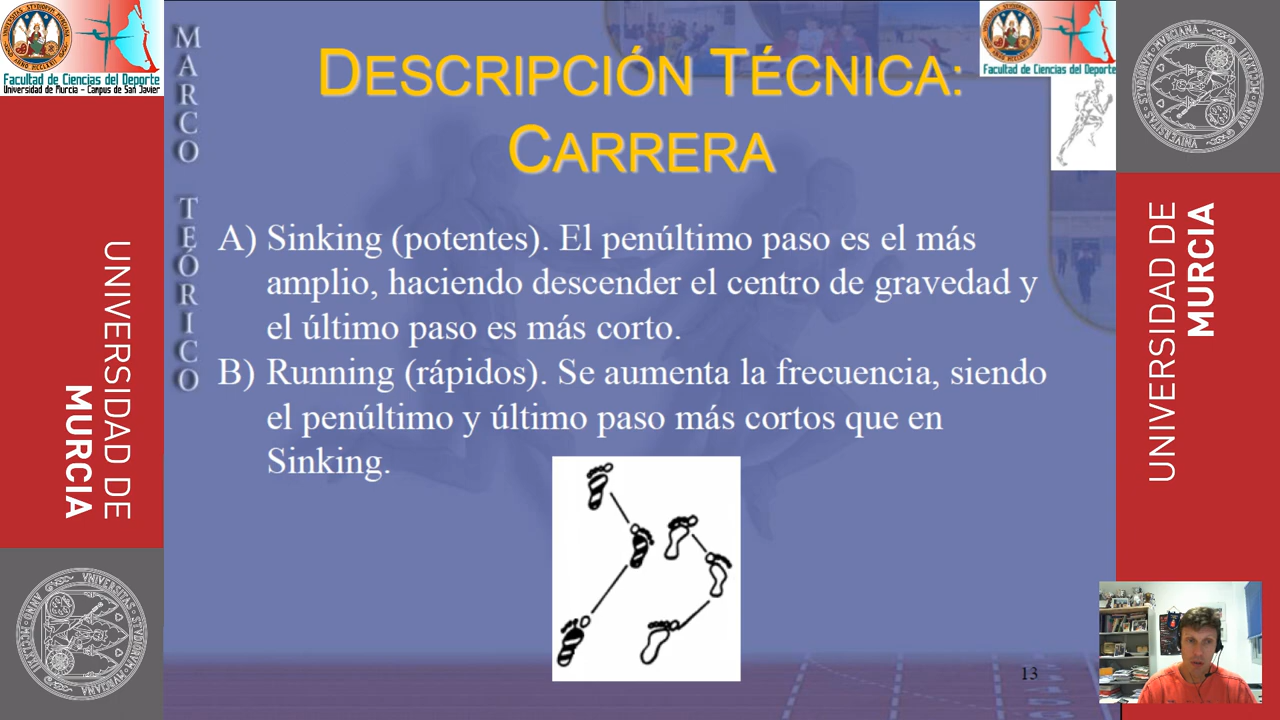 Facultad de Ciencias del Deporte
Universidad de Murcia - Campus de San Javier
UNIVERSIDAD DE
MURCIA
MARCO TEÓRICO
DESCRIPCIÓN TÉCNICA:
CARRERA
A) Sinking (potentes). El penúltimo paso es el más
amplio, haciendo descender el centro de gravedad y
el último paso es más corto.
B) Running (rápidos). Se aumenta la frecuencia, siendo
el penúltimo y último paso más cortos que en
Sinking.
13
Facultad de Ciencias del Deporte
UNIVERSIDAD DE
MURCIA